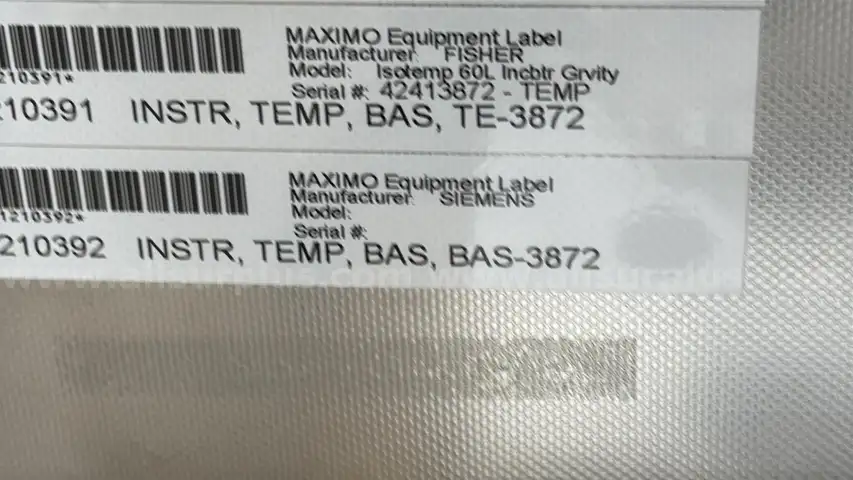 MAXIMO Equipment Label
Manufacturer: FISHER
Model: Isotemp 60L Incbtr Grvity
210391*
Serial #: 42413872 - TEMP
210391 INSTR, TEMP, BAS, TE-3872
MAXIMO Equipment Label
Manufacturer: SIEMENS
Model:
1210392*
Serial #:
210392 INSTR, TEMP, BAS, BAS-3872